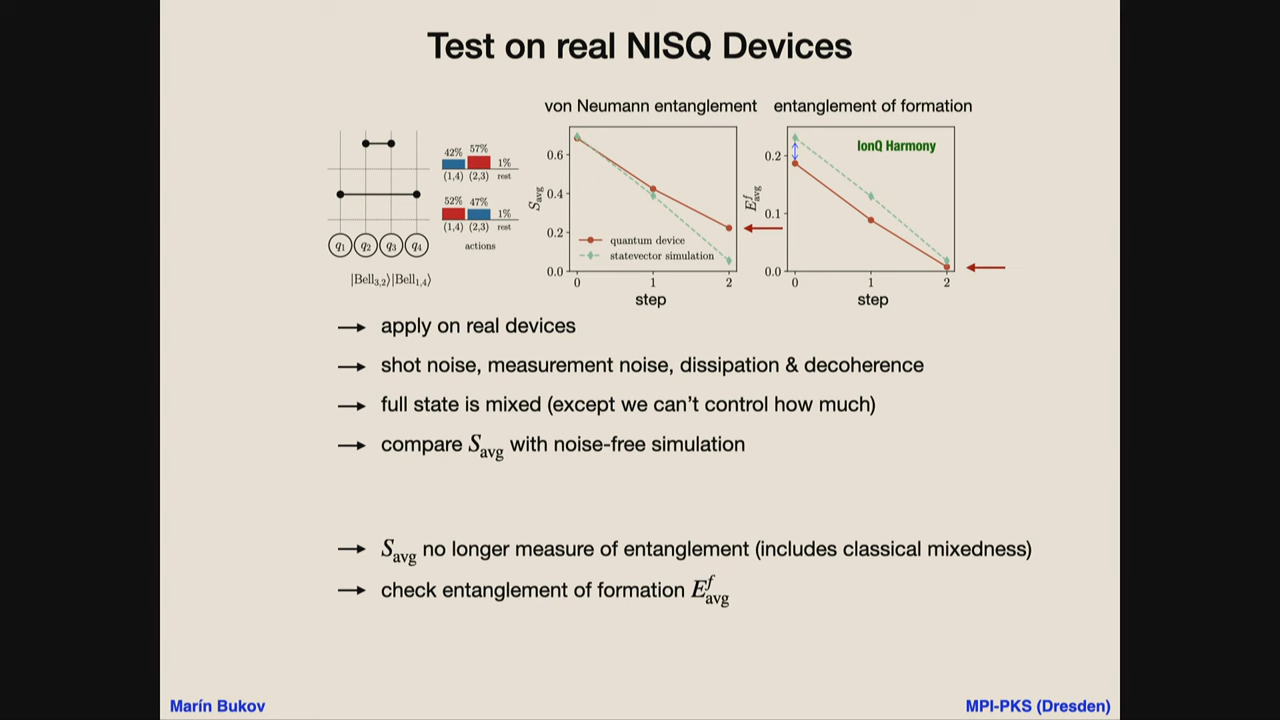 Test on real NISQ Devices
von Neumann entanglement
entanglement of formation
42% 57% 1%
(1,4) (2,3) rest
52% 47% 1%
(1,4) (2,3) rest
actions
q₁ q₂ q₃ q₄
|Bell₃,₂⟩|Bell₁,₄⟩
S_avg
0.6
0.4
0.2
0.0
quantum device
statevector simulation
0 1 2
step
E^f_avg
IonQ Harmony
0.2
0.1
0.0
0 1 2
step
→ apply on real devices
→ shot noise, measurement noise, dissipation & decoherence
→ full state is mixed (except we can't control how much)
→ compare S_avg with noise-free simulation
→ S_avg no longer measure of entanglement (includes classical mixedness)
→ check entanglement of formation E^f_avg
Marín Bukov
MPI-PKS (Dresden)